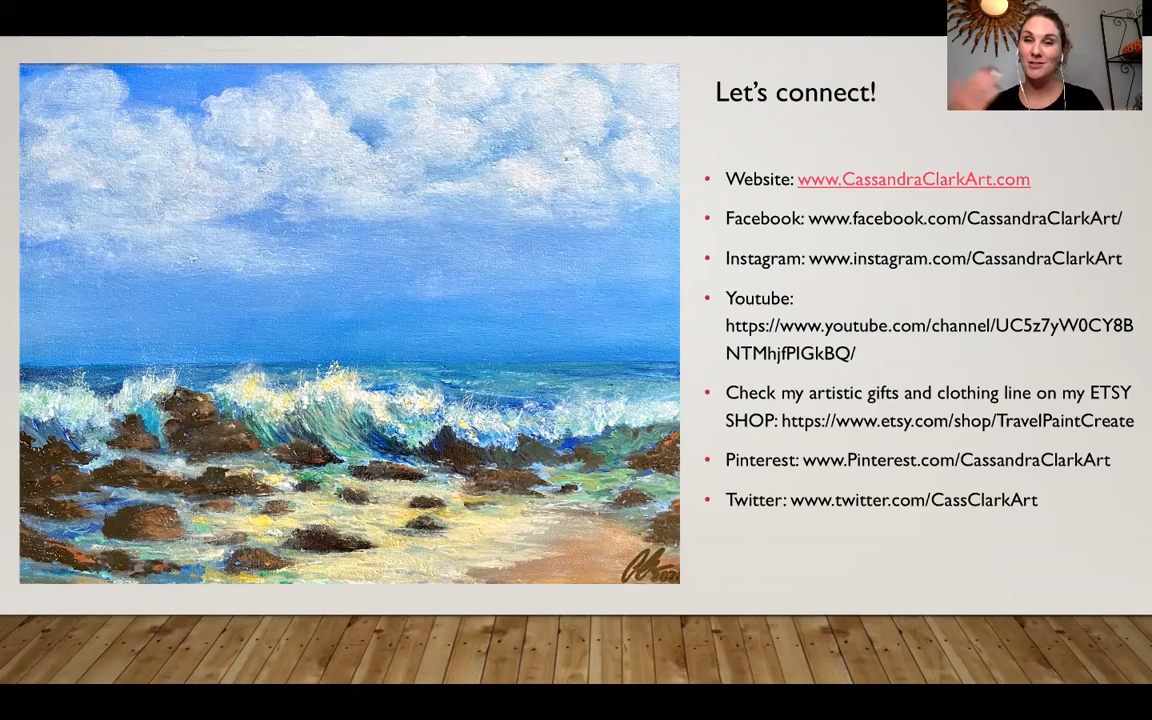 Let's connect!
Website: www.CassandraClarkArt.com
Facebook: www.facebook.com/CassandraClarkArt/
Instagram: www.instagram.com/CassandraClarkArt
Youtube:
https://www.youtube.com/channel/UC5z7yW0CY8B
NTMhjfPIGkBQ/
Check my artistic gifts and clothing line on my ETSY
SHOP: https://www.etsy.com/shop/TravelPaintCreate
Pinterest: www.Pinterest.com/CassandraClarkArt
Twitter: www.twitter.com/CassClarkArt